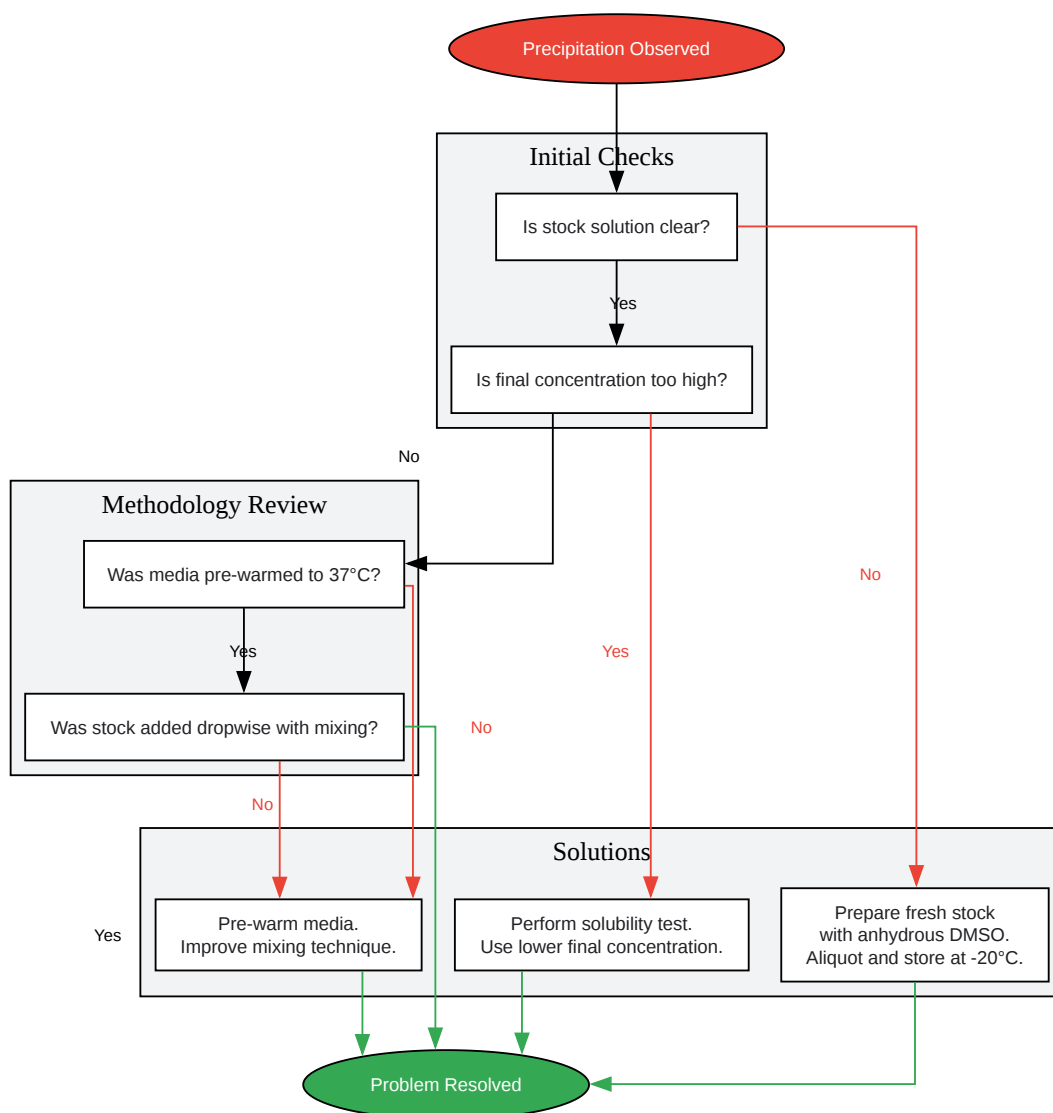 Precipitation Observed
Initial Checks
Is stock solution clear?
Yes
Is final concentration too high?
No
Methodology Review
Was media pre-warmed to 37°C?
No
Yes
Yes
Was stock added dropwise with mixing?
No
No
Solutions
Yes
Pre-warm media.
Improve mixing technique.
Perform solubility test.
Use lower final concentration.
Prepare fresh stock
with anhydrous DMSO.
Aliquot and store at -20°C.
Problem Resolved